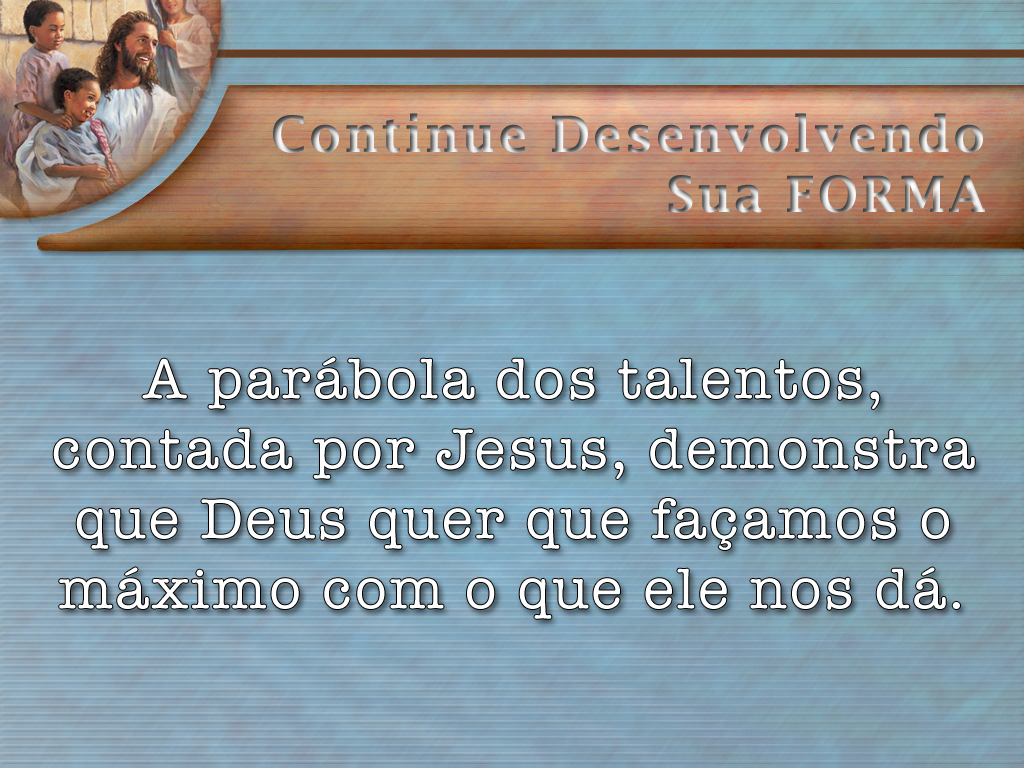 Continue Desenvolvendo
Sua FORMA
A parábola dos talentos,
contada por Jesus, demonstra
que Deus quer que façamos o
máximo com o que ele nos dá.